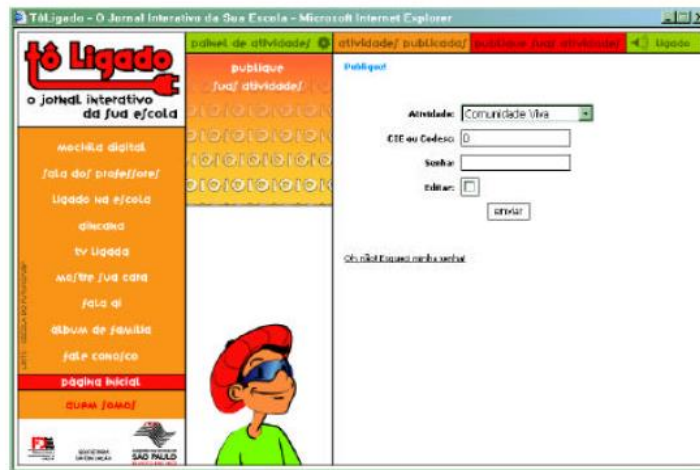 TôLigado - O Jornal Interativo da Sua Escola - Microsoft Internet Explorer
tô Ligado
o jornal interativo
da sua escola
painel de atividades
atividades publicadas
publique suas atividades
ligado
publique
suas atividades
Publique!
Atividade: Comunidade Viva
CIE ou Codesc: 0
Senha:
Editar:
enviar
Oh, não! Esqueci minha senha!
mochila digital
sala dos professores
ligado na escola
gincana
tv ligada
mostre sua cara
fala aí
álbum de família
fale conosco
página inicial
quem somos
SÃO PAULO